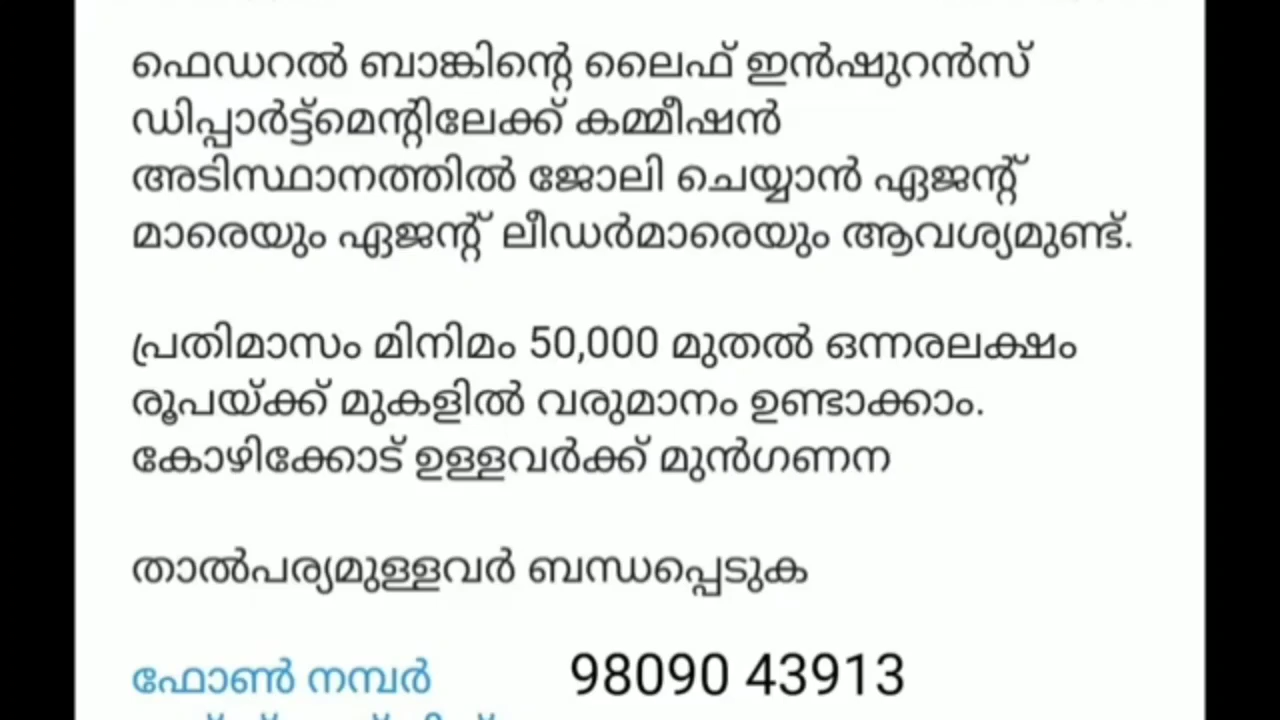 ഫെഡറൽ ബാങ്കിന്റെ ലൈഫ് ഇൻഷുറൻസ്
ഡിപ്പാർട്ട്മെന്റിലേക്ക് കമ്മീഷൻ
അടിസ്ഥാനത്തിൽ ജോലി ചെയ്യാൻ ഏജന്റ്
മാരെയും ഏജന്റ് ലീഡർമാരെയും ആവശ്യമുണ്ട്.
പ്രതിമാസം മിനിമം 50,000 മുതൽ ഒന്നരലക്ഷം
രൂപയ്ക്ക് മുകളിൽ വരുമാനം ഉണ്ടാക്കാം.
കോഴിക്കോട് ഉള്ളവർക്ക് മുൻഗണന
താൽപര്യമുള്ളവർ ബന്ധപ്പെടുക
ഫോൺ നമ്പർ 98090 43913